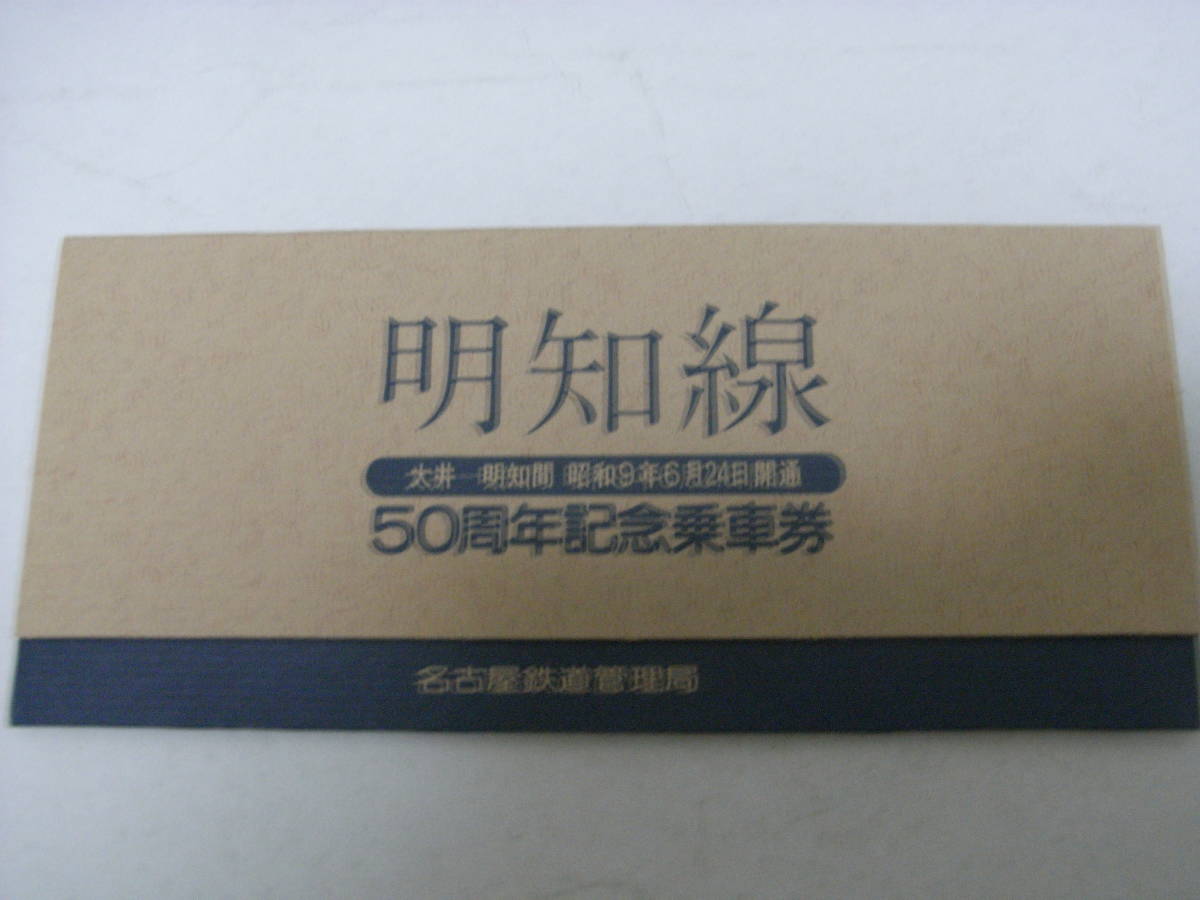 明知線
大井―明知間 昭和9年6月24日開通
50周年記念乗車券
名古屋鉄道管理局